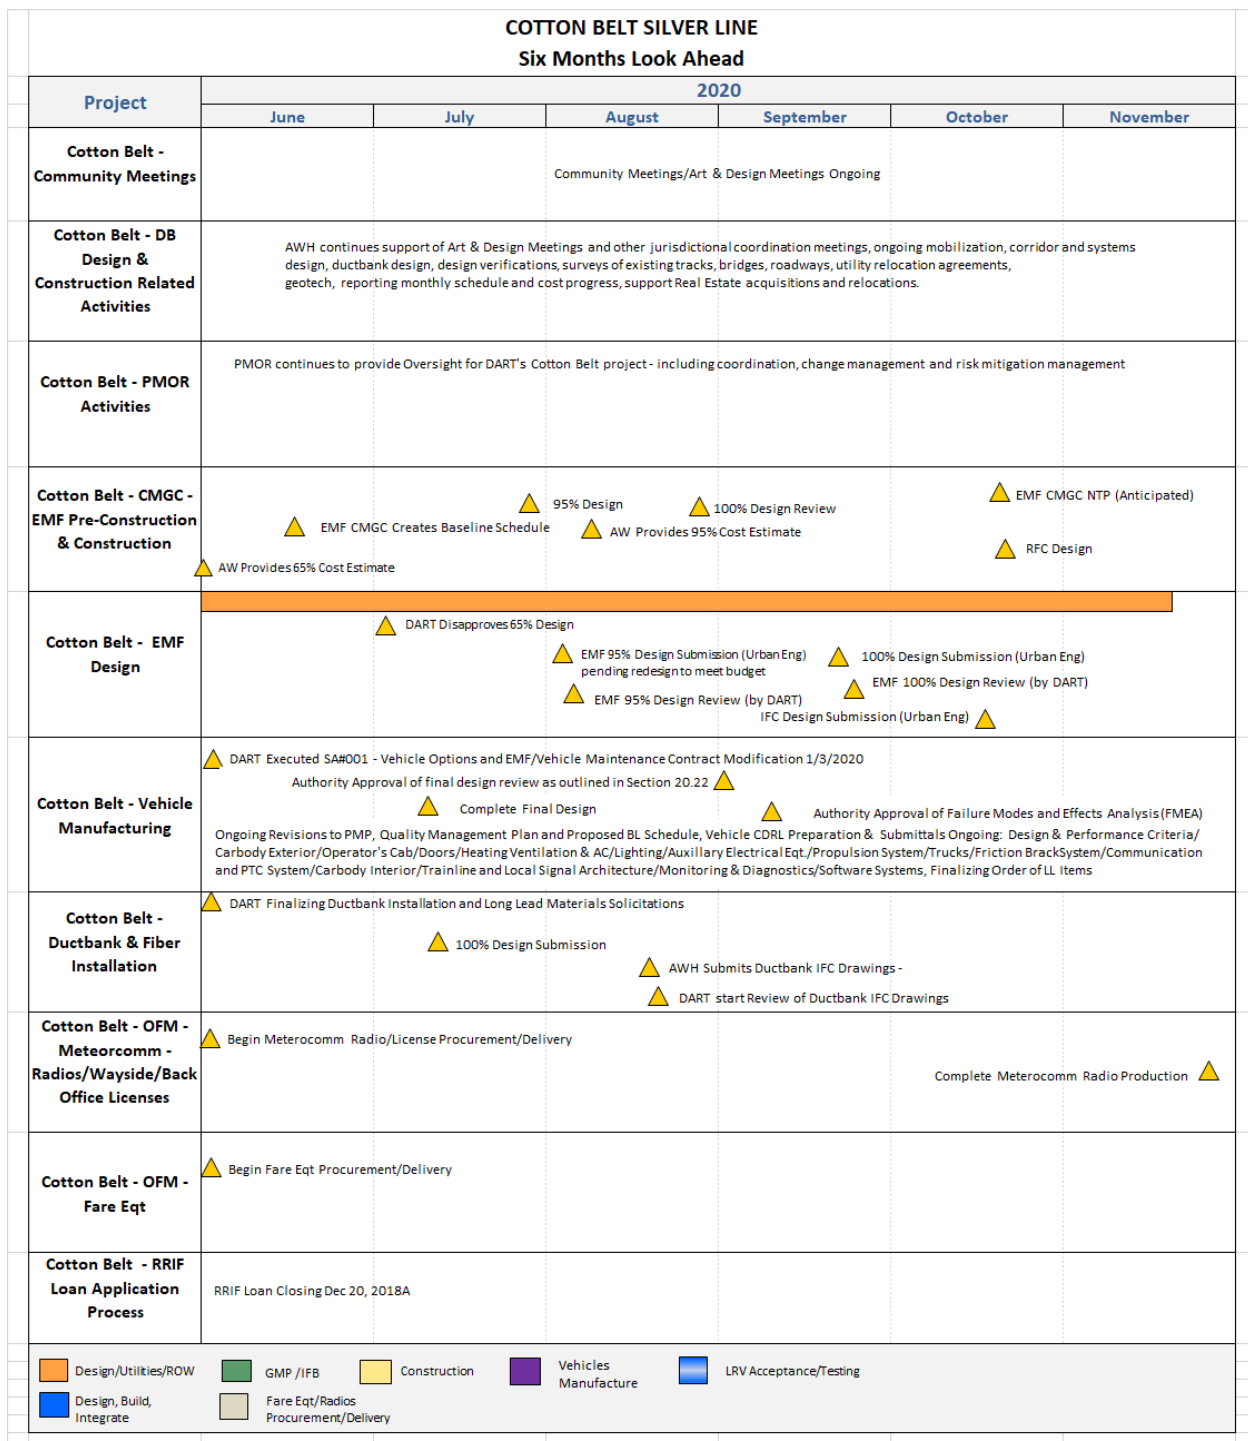 COTTON BELT SILVER LINE
Six Months Look Ahead
Project
2020
June
July
August
September
October
November
Cotton Belt -
Community Meetings
Community Meetings/Art & Design Meetings Ongoing
Cotton Belt - DB
Design &
Construction Related
Activities
AWH continues support of Art & Design Meetings and other jurisdictional coordination meetings, ongoing mobilization, corridor and systems
design, ductbank design, design verifications, surveys of existing tracks, bridges, roadways, utility relocation agreements,
geotech, reporting monthly schedule and cost progress, support Real Estate acquisitions and relocations.
Cotton Belt - PMOR
Activities
PMOR continues to provide Oversight for DART's Cotton Belt project - including coordination, change management and risk mitigation management
Cotton Belt - CMGC -
EMF Pre-Construction
& Construction
EMF CMGC NTP (Anticipated)
95% Design
100% Design Review
EMF CMGC Creates Baseline Schedule
AW Provides 95% Cost Estimate
RFC Design
AW Provides 65% Cost Estimate
Cotton Belt - EMF
Design
DART Disapproves 65% Design
EMF 95% Design Submission (Urban Eng)
pending redesign to meet budget
100% Design Submission (Urban Eng)
EMF 100% Design Review (by DART)
EMF 95% Design Review (by DART)
IFC Design Submission (Urban Eng)
Cotton Belt - Vehicle
Manufacturing
DART Executed SA#001 - Vehicle Options and EMF/Vehicle Maintenance Contract Modification 1/3/2020
Authority Approval of final design review as outlined in Section 20.22
Complete Final Design
Authority Approval of Failure Modes and Effects Analysis (FMEA)
Ongoing Revisions to PMP, Quality Management Plan and Proposed BL Schedule, Vehicle CDRL Preparation & Submittals Ongoing: Design & Performance Criteria/
Carbody Exterior/Operator's Cab/Doors/Heating Ventilation & AC/Lighting/Auxillary Electrical Eqt./Propulsion System/Trucks/Friction BrackSystem/Communication
and PTC System/Carbody Interior/Trainline and Local Signal Architecture/Monitoring & Diagnostics/Software Systems, Finalizing Order of LL Items
Cotton Belt -
Ductbank & Fiber
Installation
DART Finalizing Ductbank Installation and Long Lead Materials Solicitations
100% Design Submission
AWH Submits Ductbank IFC Drawings -
DART start Review of Ductbank IFC Drawings
Cotton Belt - OFM -
Meteorcomm -
Radios/Wayside/Back
Office Licenses
Begin Meterocomm Radio/License Procurement/Delivery
Complete Meterocomm Radio Production
Cotton Belt - OFM -
Fare Eqt
Begin Fare Eqt Procurement/Delivery
Cotton Belt - RRIF
Loan Application
Process
RRIF Loan Closing Dec 20, 2018A
Design/Utilities/ROW
GMP /IFB
Construction
Vehicles
Manufacture
LRV Acceptance/Testing
Design, Build,
Integrate
Fare Eqt/Radios
Procurement/Delivery